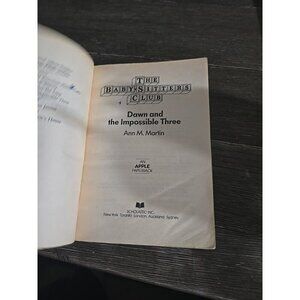 THE
BABY-SITTERS
CLUB
Dawn and
the Impossible Three
Ann M. Martin
AN
APPLE
PAPERBACK
SCHOLASTIC INC.
New York Toronto London Auckland Sydney